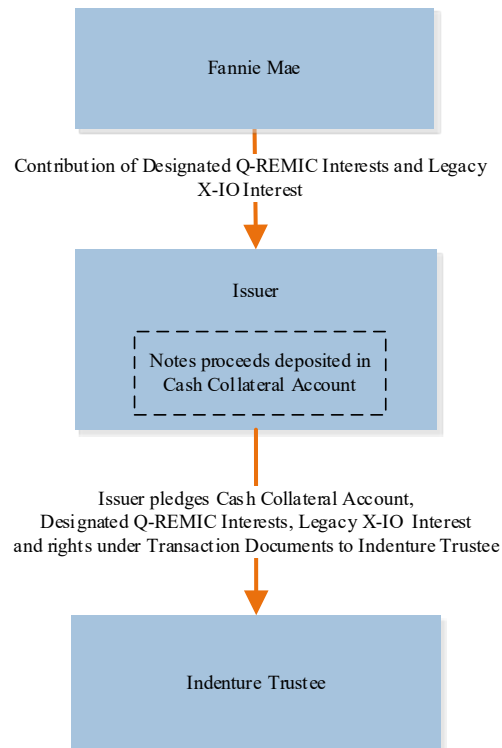 Fannie Mae
Contribution of Designated Q-REMIC Interests and Legacy
X-IO Interest
Issuer
Notes proceeds deposited in
Cash Collateral Account
Issuer pledges Cash Collateral Account,
Designated Q-REMIC Interests, Legacy X-IO Interest
and rights under Transaction Documents to Indenture Trustee
Indenture Trustee